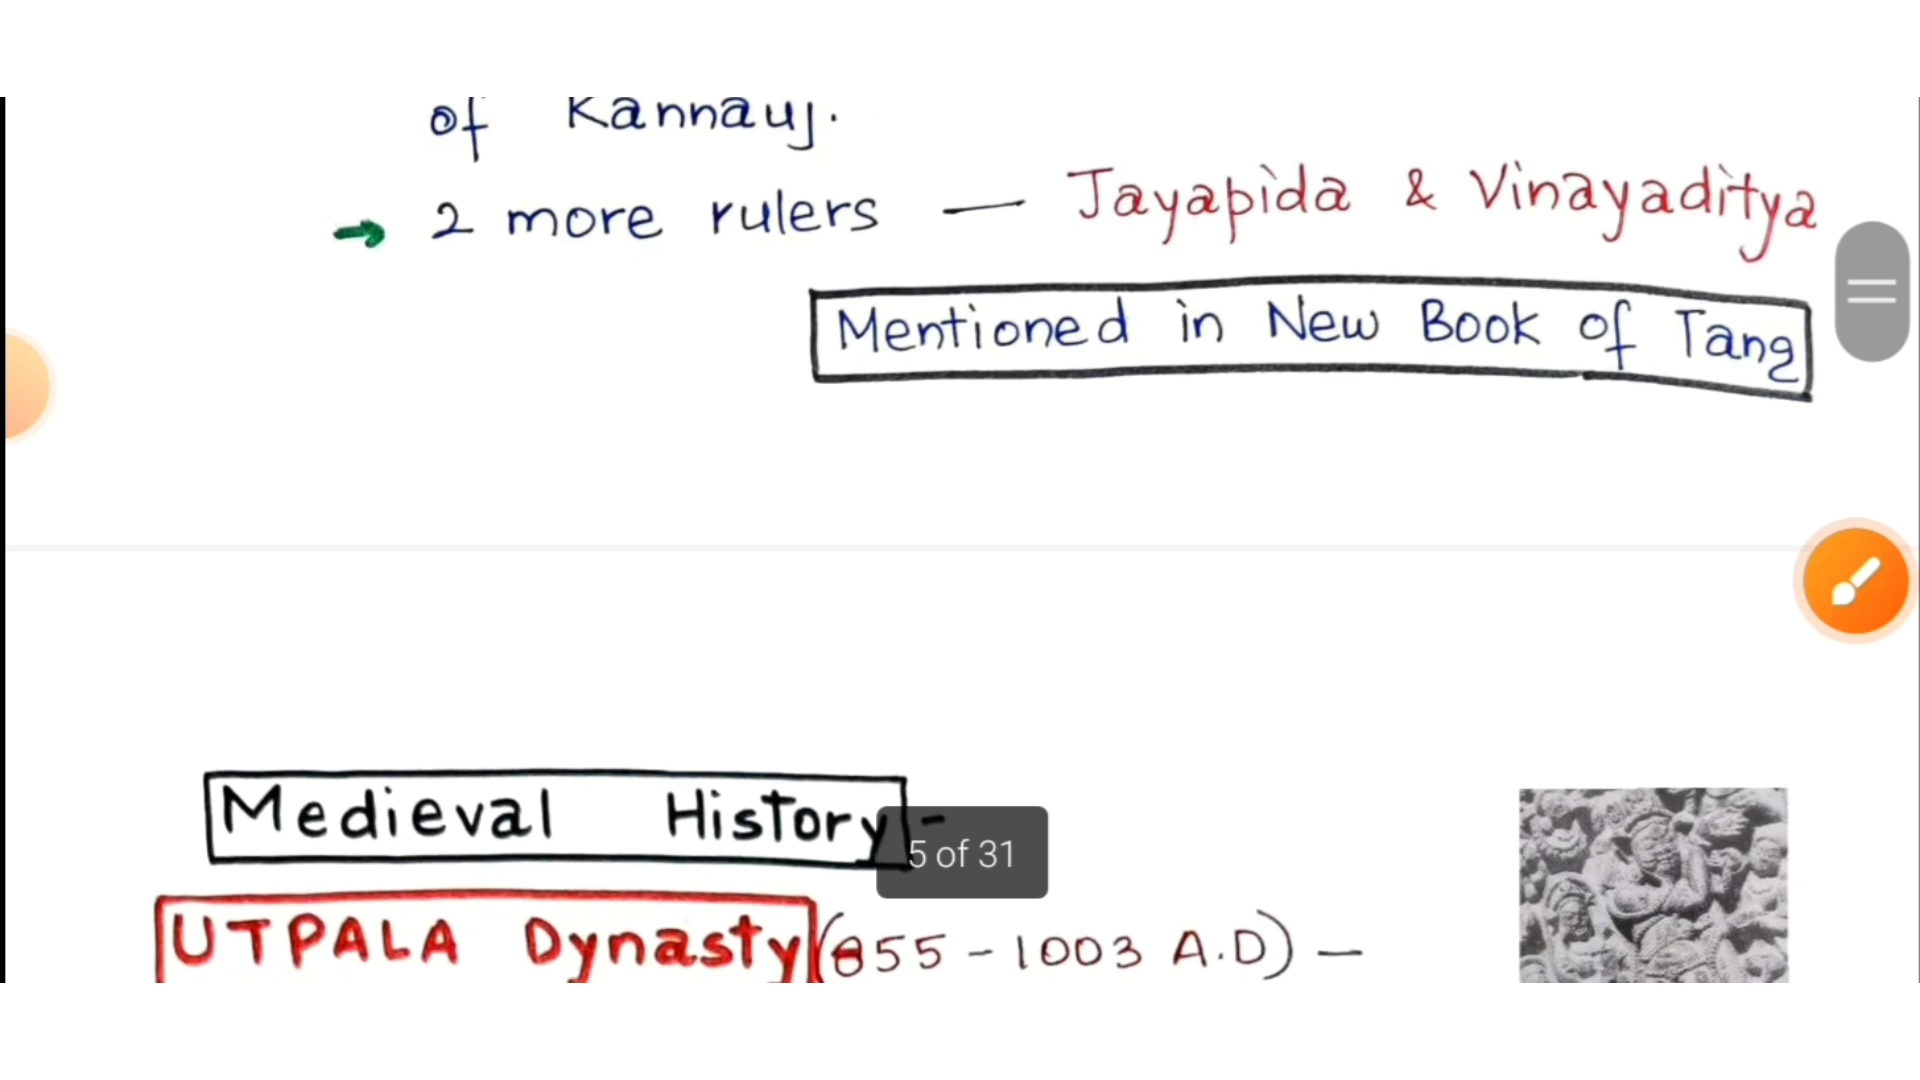 of Kannauj.
2 more rulers — Jayapida & Vinayaditya
Mentioned in New Book of Tang
Medieval History -
5 of 31
UTPALA Dynasty (855 - 1003 A.D) —